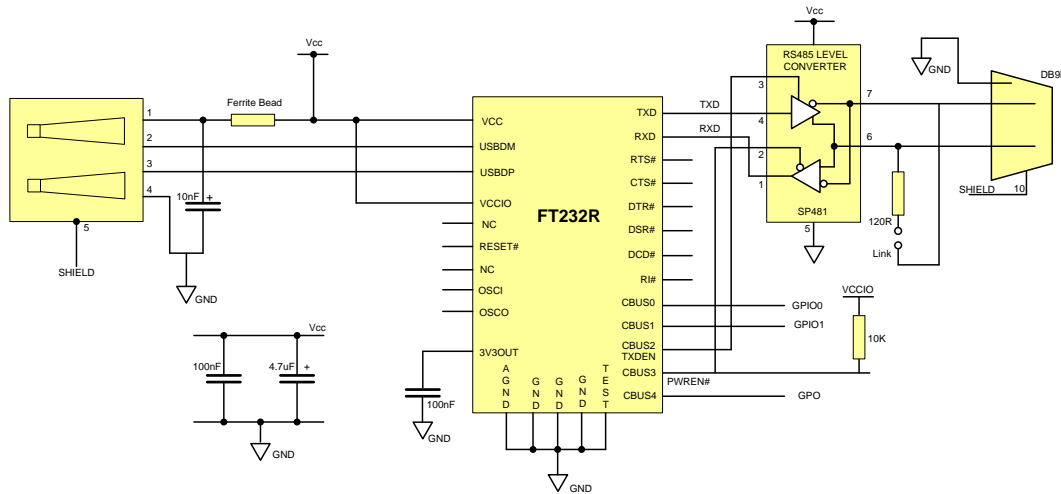 Vcc
Vcc
Ferrite Bead
RS485 LEVEL
CONVERTER
GND
DB9
1
2
3
4
5
SHIELD
10nF
+
GND
VCC
USBDM
USBDP
VCCIO
NC
RESET#
NC
OSCI
OSCO
3V3OUT
FT232R
TXD
RXD
RTS#
CTS#
DTR#
DSR#
DCD#
RI#
CBUS0
CBUS1
CBUS2
TXDEN
CBUS3
CBUS4
AGND
GND
GND
GND
TEST
TXD
RXD
3
4
2
1
7
6
SP481
5
120R
Link
SHIELD
10
GPIO0
GPIO1
VCCIO
10K
PWREN#
GPO
Vcc
100nF
4.7uF
+
GND
100nF
GND
GND